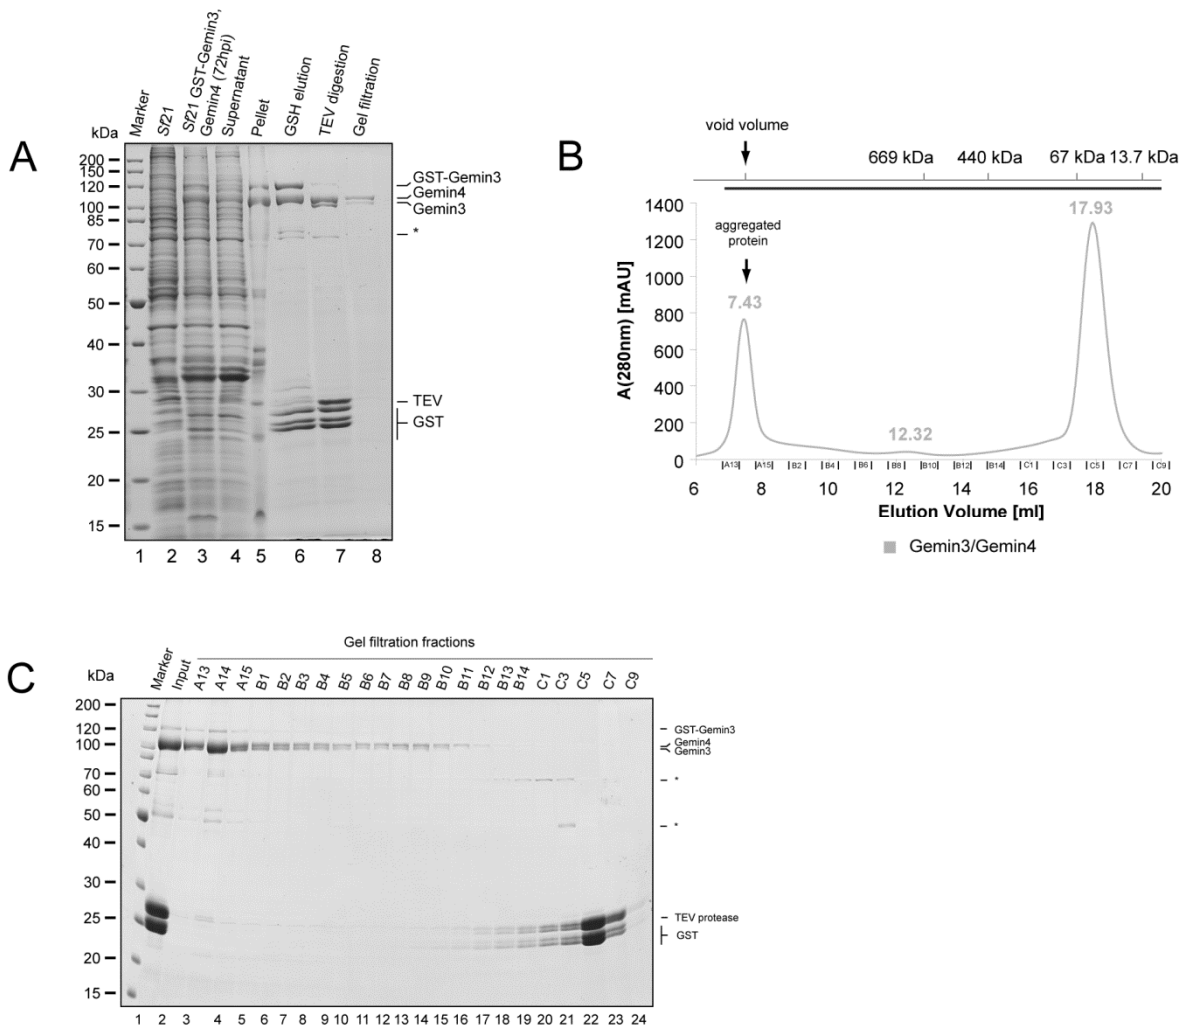 A
kDa
Marker
Sf21
Sf21 GST-Gemin3,
Gemin4 (72hpi)
Supernatant
Pellet
GSH elution
TEV digestion
Gel filtration
200
150
120
100
85
70
60
50
40
30
25
20
15
GST-Gemin3
Gemin4
Gemin3
*
TEV
GST
1 2 3 4 5 6 7 8
B
void volume
669 kDa 440 kDa 67 kDa 13.7 kDa
aggregated
protein
7.43
12.32
17.93
A(280nm) [mAU]
1400
1200
1000
800
600
400
200
0
A13 A15 B2 B4 B6 B8 B10 B12 B14 C1 C3 C5 C7 C9
6 8 10 12 14 16 18 20
Elution Volume [ml]
Gemin3/Gemin4
C
Gel filtration fractions
kDa
Marker Input A13 A14 A15 B1 B2 B3 B4 B5 B6 B7 B8 B9 B10 B11 B12 B13 B14 C1 C3 C5 C7 C9
200
120
100
70
60
50
40
30
25
20
15
GST-Gemin3
Gemin4
Gemin3
*
*
TEV protease
GST
1 2 3 4 5 6 7 8 9 10 11 12 13 14 15 16 17 18 19 20 21 22 23 24